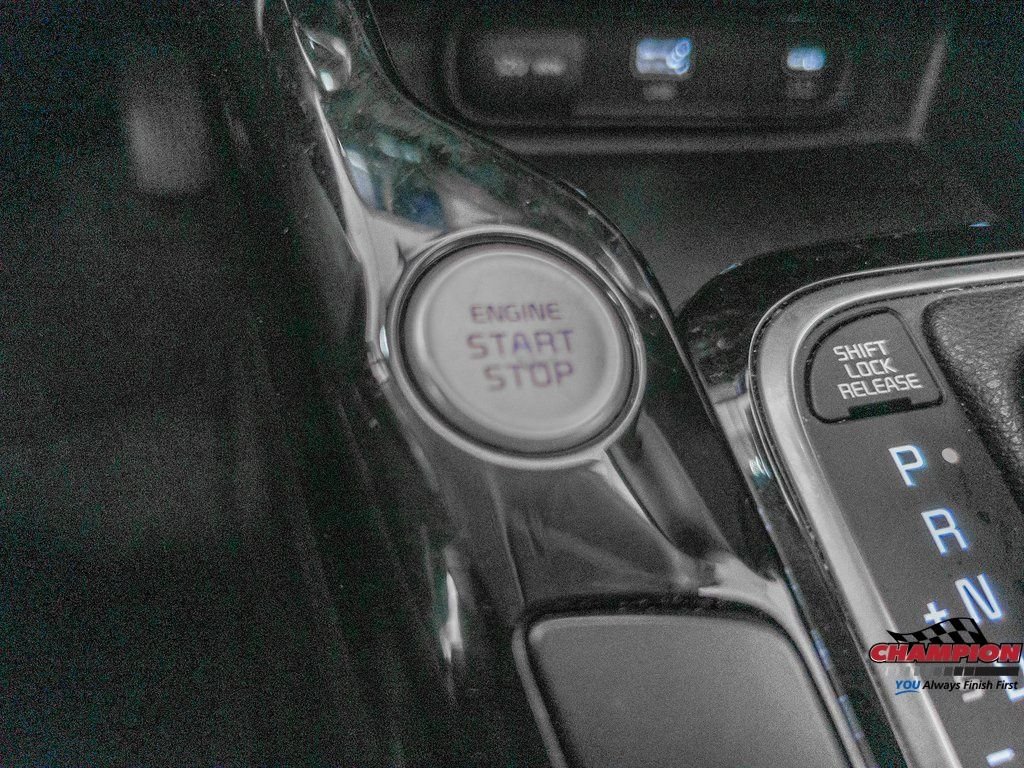 ENGINE
START
STOP
SHIFT
LOCK
RELEASE
P
R
+ N
CHAMPION
YOU Always Finish First
-